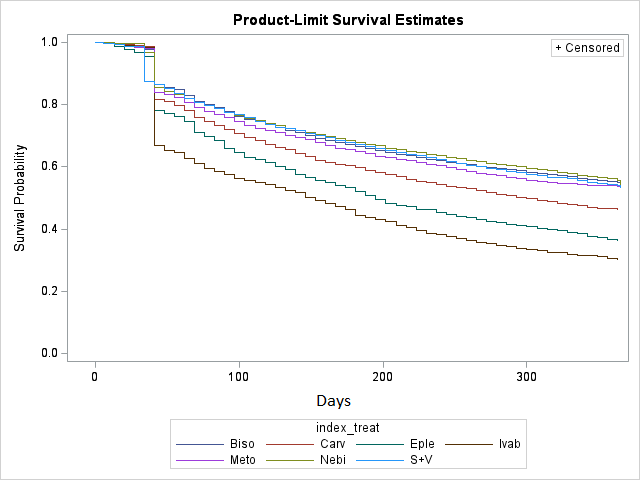 Product-Limit Survival Estimates
+ Censored
Survival Probability
1.0
0.8
0.6
0.4
0.2
0.0
0 100 200 300
Days
index_treat
Biso Carv Eple Ivab
Meto Nebi S+V